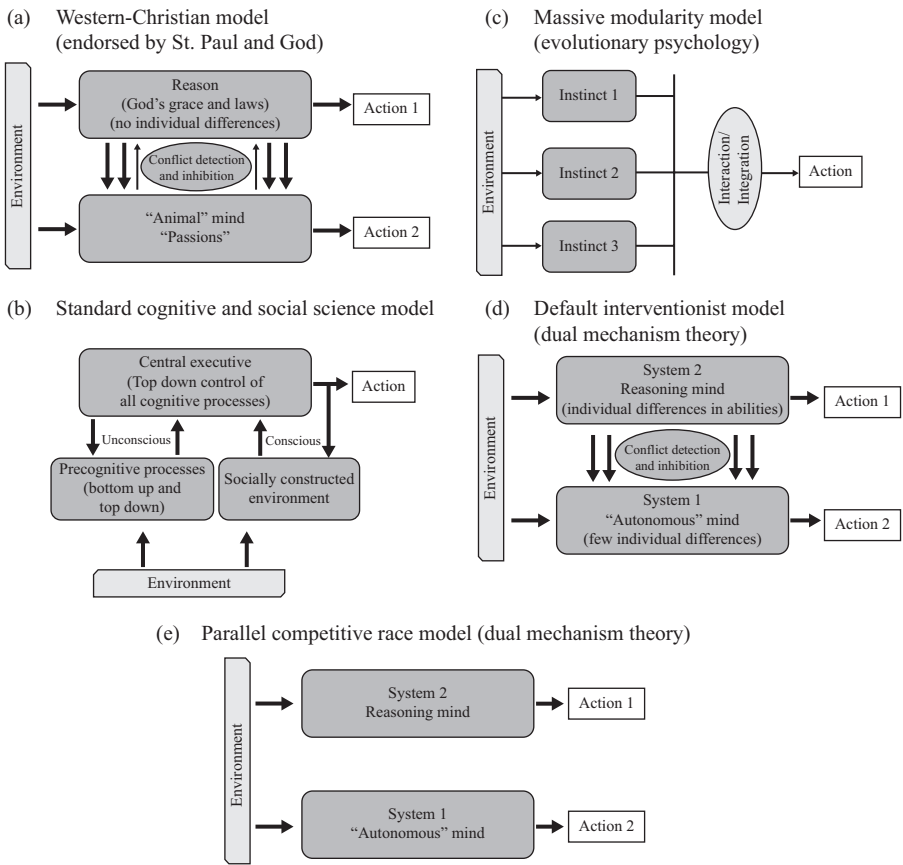 (a) Western-Christian model
(endorsed by St. Paul and God)
Environment
Reason
(God's grace and laws)
(no individual differences)
Action 1
Conflict detection
and inhibition
“Animal” mind
“Passions”
Action 2
(b) Standard cognitive and social science model
Central executive
(Top down control of
all cognitive processes)
Action
Unconscious
Conscious
Precognitive processes
(bottom up and
top down)
Socially constructed
environment
Environment
(c) Massive modularity model
(evolutionary psychology)
Environment
Instinct 1
Instinct 2
Instinct 3
Interaction/
Integration
Action
(d) Default interventionist model
(dual mechanism theory)
Environment
System 2
Reasoning mind
(individual differences in abilities)
Action 1
Conflict detection
and inhibition
System 1
“Autonomous” mind
(few individual differences)
Action 2
(e) Parallel competitive race model (dual mechanism theory)
Environment
System 2
Reasoning mind
Action 1
System 1
“Autonomous” mind
Action 2